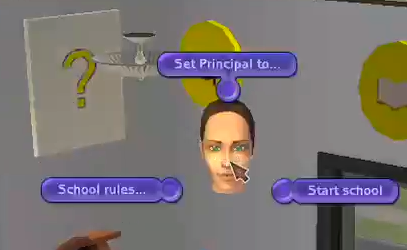 ?
Set Principal to...
School rules...
Start school